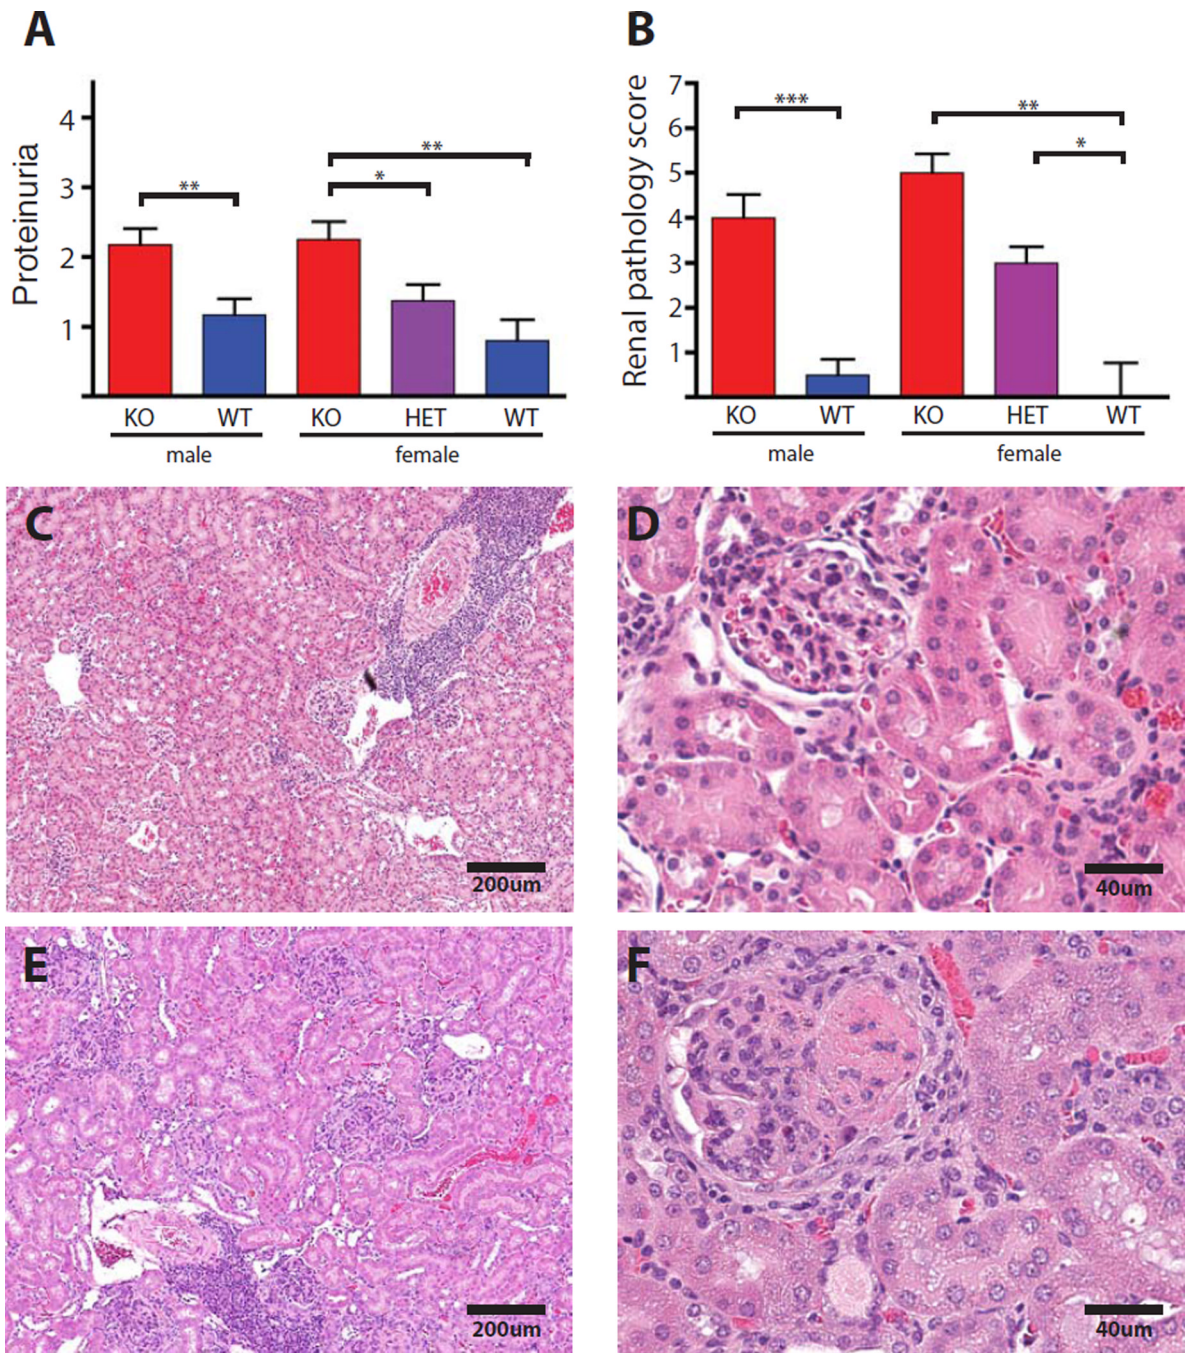 A
Proteinuria
4
3
2
1
**
*
**
KO WT KO HET WT
male female
B
Renal pathology score
7
6
5
4
3
2
1
***
**
*
KO WT KO HET WT
male female
C
200um
D
40um
E
200um
F
40um